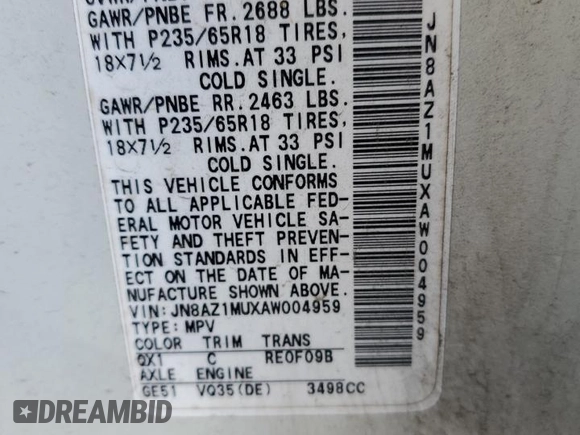 GAWR/PNBE FR. 2688 LBS.
WITH P235/65R18 TIRES,
18X7½ RIMS. AT 33 PSI
COLD SINGLE.
GAWR/PNBE RR. 2463 LBS.
WITH P235/65R18 TIRES,
18X7½ RIMS. AT 33 PSI
COLD SINGLE.
THIS VEHICLE CONFORMS
TO ALL APPLICABLE FED-
ERAL MOTOR VEHICLE SA-
FETY AND THEFT PREVEN-
TION STANDARDS IN EFF-
ECT ON THE DATE OF MA-
NUFACTURE SHOWN ABOVE.
VIN: JN8AZ1MUXAW004959
TYPE: MPV
COLOR TRIM TRANS
QX1 C RE0F09B
AXLE ENGINE
GE51 VQ35(DE) 3498CC
JN8AZ1MUXAW004959
DREAMBID